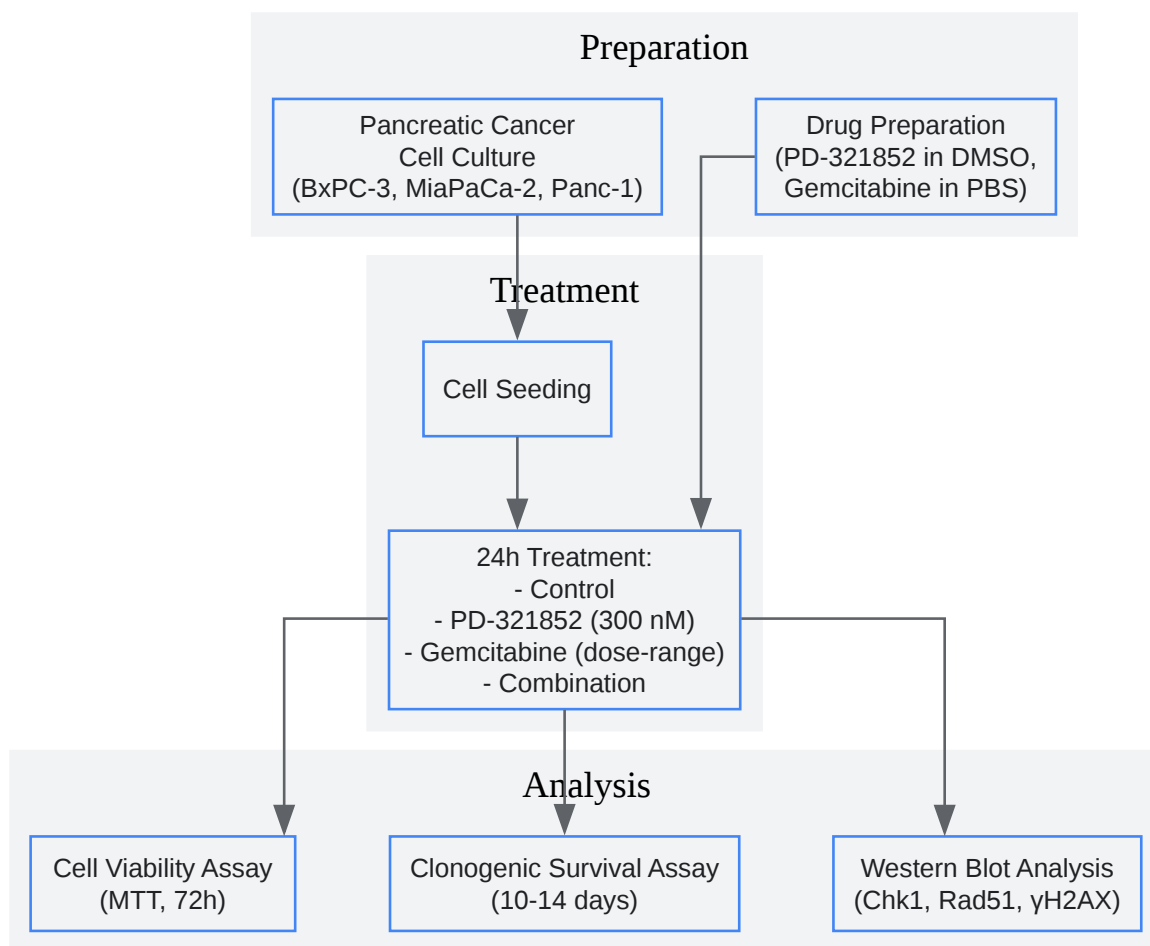 Preparation
Pancreatic Cancer
Cell Culture
(BxPC-3, MiaPaCa-2, Panc-1)
Drug Preparation
(PD-321852 in DMSO,
Gemcitabine in PBS)
Treatment
Cell Seeding
24h Treatment:
- Control
- PD-321852 (300 nM)
- Gemcitabine (dose-range)
- Combination
Analysis
Cell Viability Assay
(MTT, 72h)
Clonogenic Survival Assay
(10-14 days)
Western Blot Analysis
(Chk1, Rad51, γH2AX)